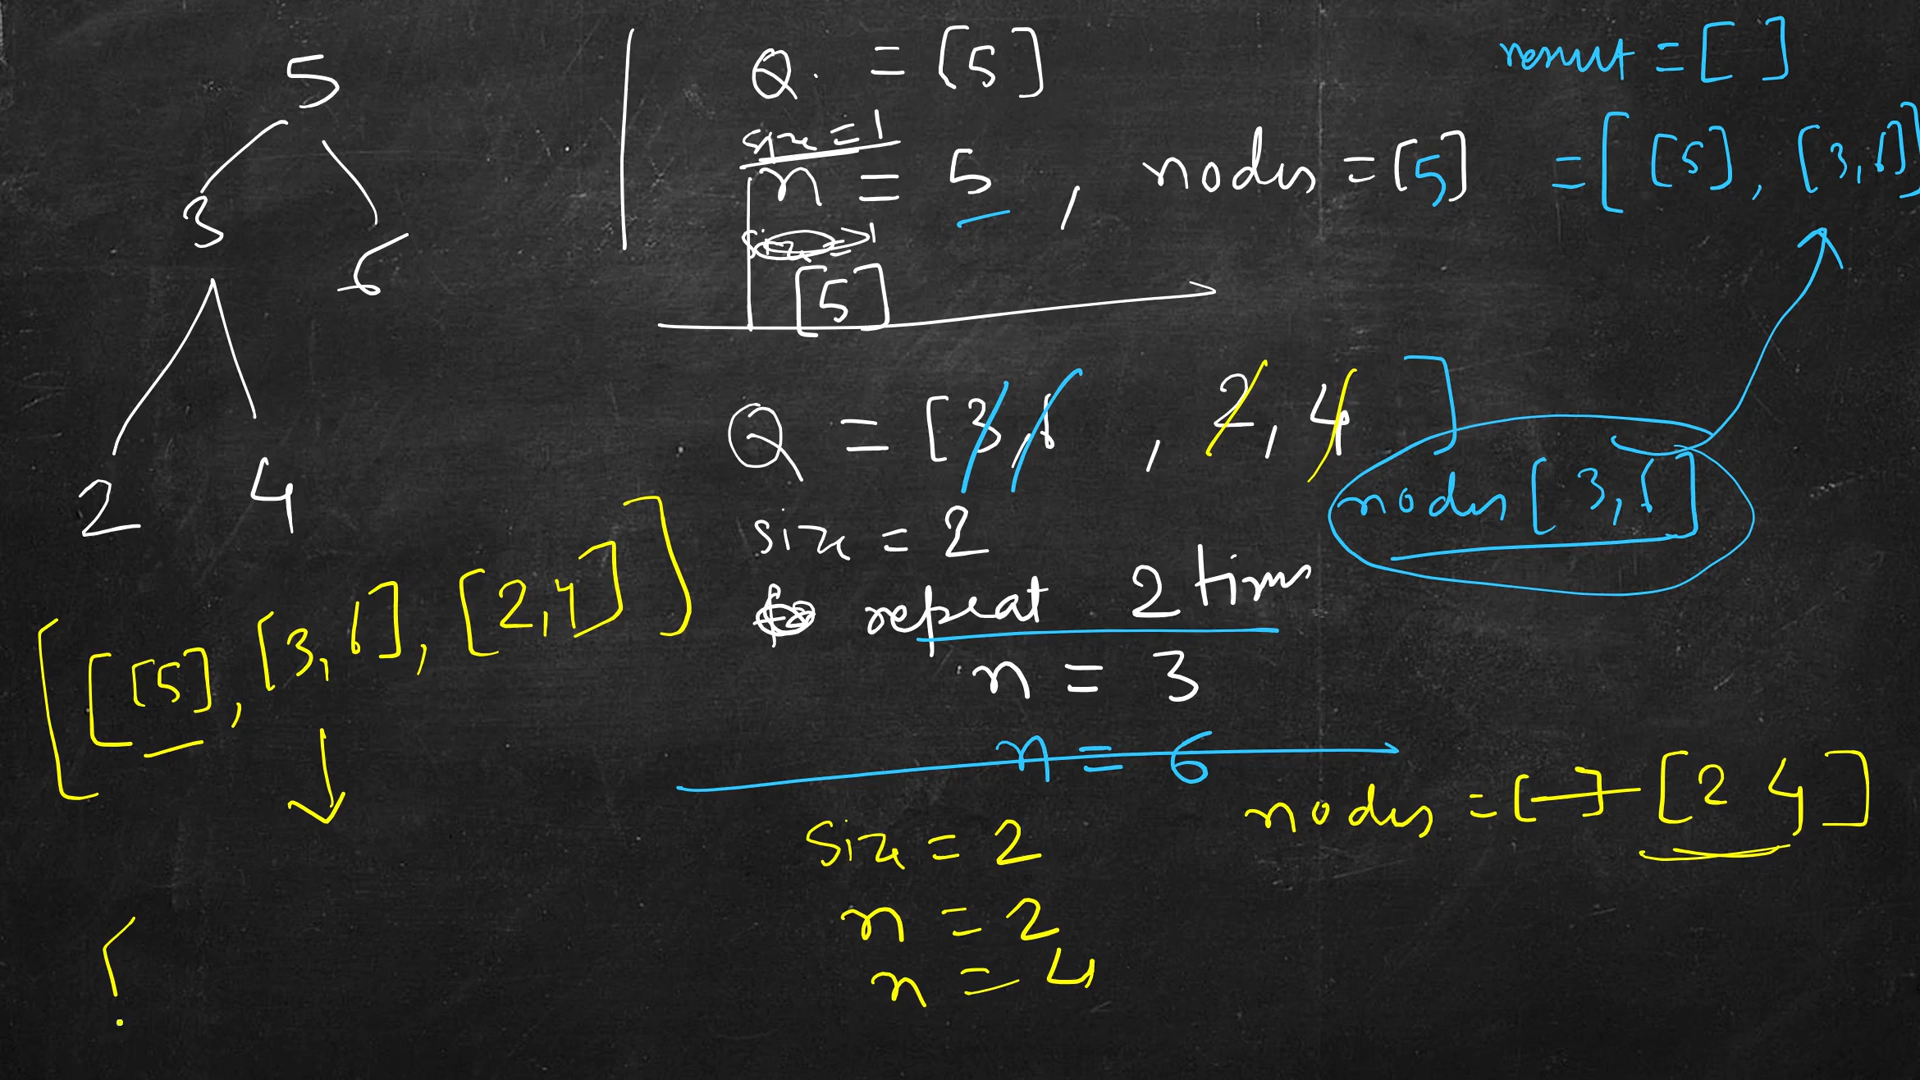 5
3
6
2 4
Q = [5]
size = 1
n = 5 , nodes = [5]
[5]
result = [ ]
= [ [5], [3,6]
Q = [3,6 , 2, 4 ]
nodes [3,6]
size = 2
repeat 2 times
n = 3
n = 6
[ [ [5], [3,6], [2,4] ]
size = 2
n = 2
n = 4
nodes = [ ] [2 4]